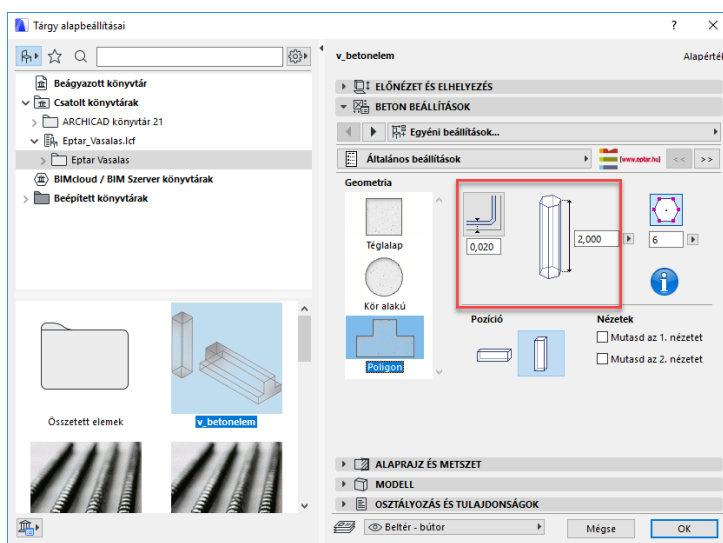 Tárgy alapbeállításai
? ×
Beágyazott könyvtár
Csatolt könyvtárak
ARCHICAD könyvtár 21
Eptar_Vasalas.lcf
Eptar Vasalas
BIMcloud / BIM Szerver könyvtárak
Beépített könyvtárak
Összetett elemek
v_betonelem
v_betonelem
Alapérték
ELŐNÉZET ÉS ELHELYEZÉS
BETON BEÁLLÍTÁSOK
Egyéni beállítások...
Általános beállítások
[www.eptar.hu]
<< >>
Geometria
Téglalap
Kör alakú
Poligon
0,020
2,000
6
Pozíció
Nézetek
Mutasd az 1. nézetet
Mutasd az 2. nézetet
ALAPRAJZ ÉS METSZET
MODELL
OSZTÁLYOZÁS ÉS TULAJDONSÁGOK
Beltér - bútor
Mégse
OK